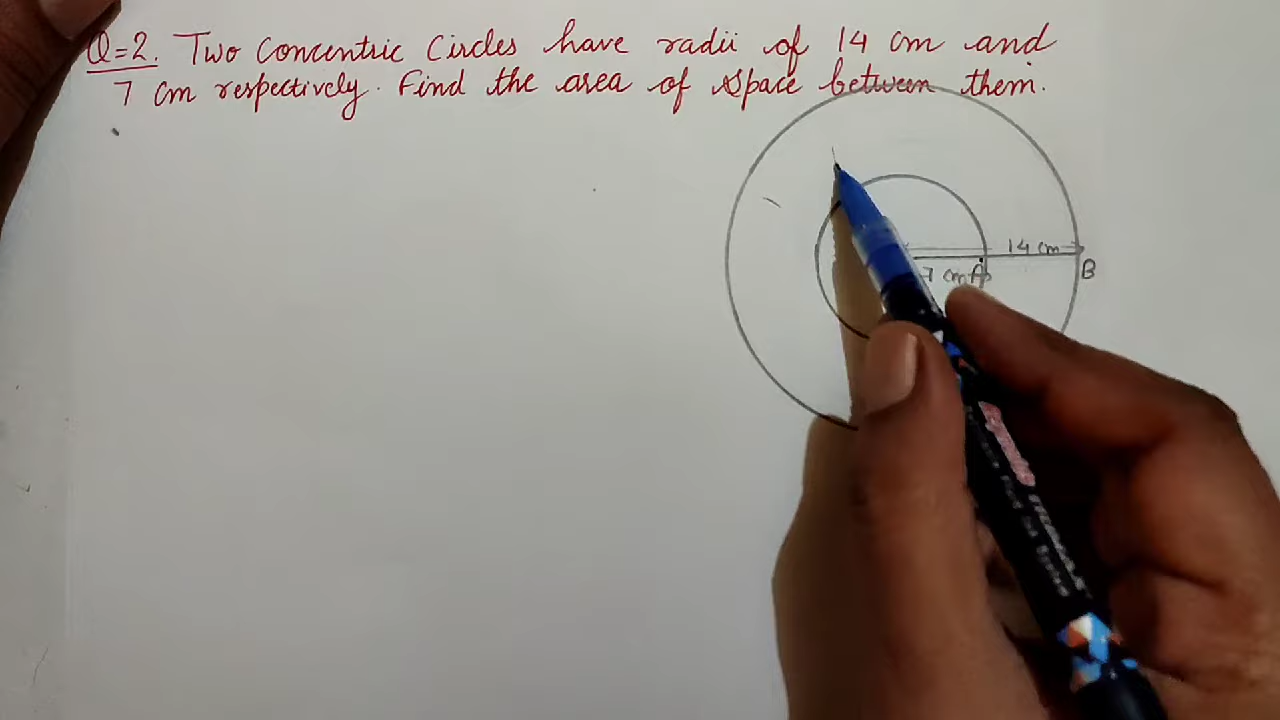 Q=2. Two Concentric Circles have radii of 14 cm and
7 cm respectively. Find the area of space between them.
14 cm
7 cm A B